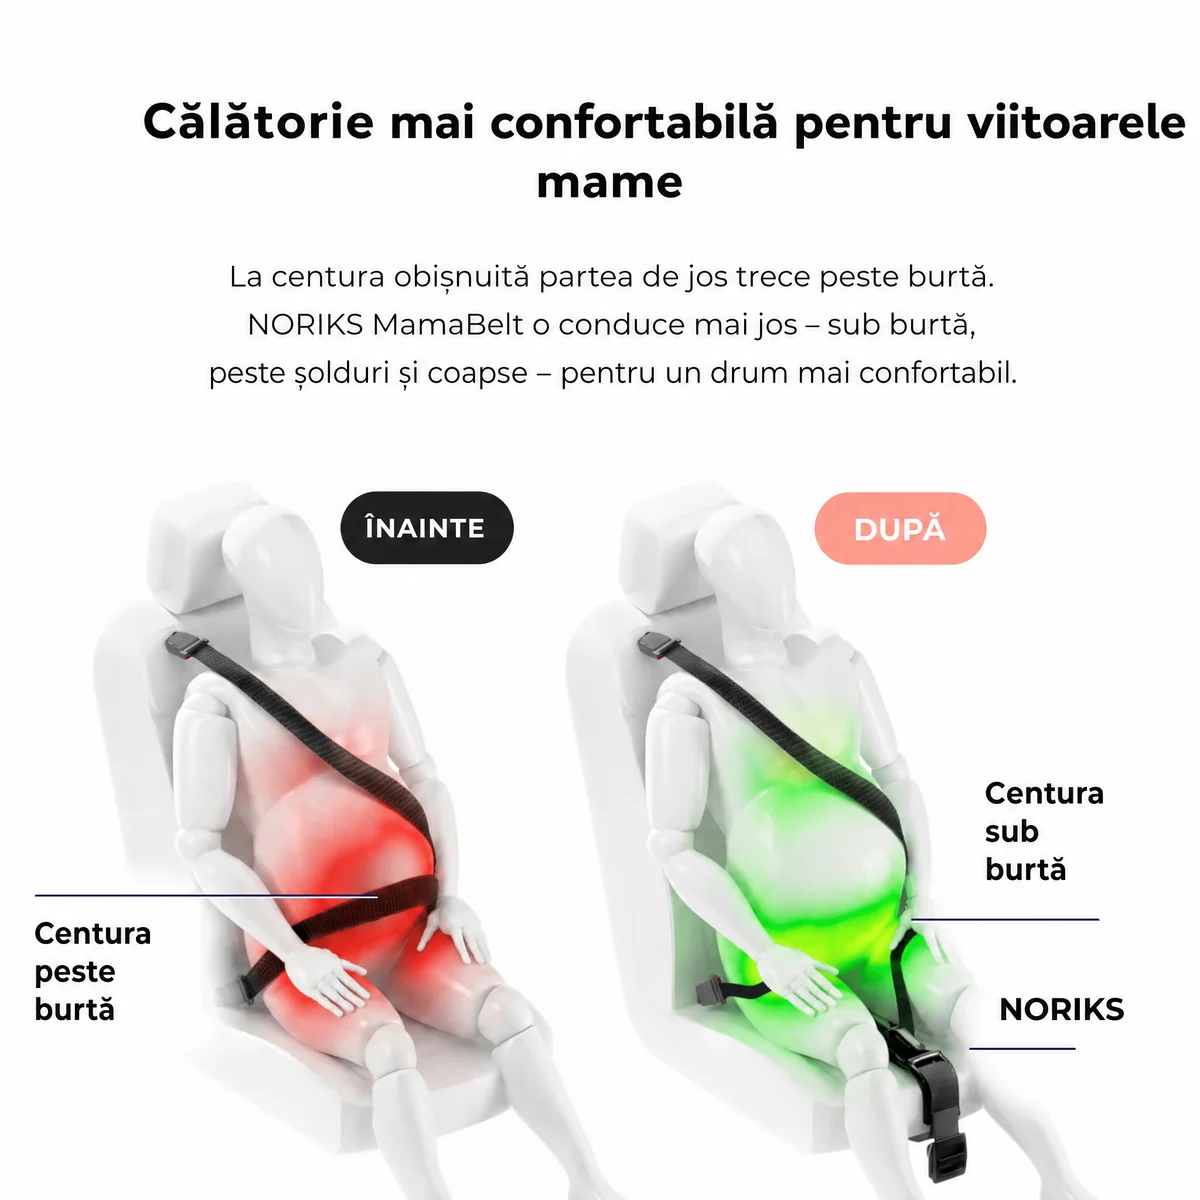 Călătorie mai confortabilă pentru viitoarele
mame
La centura obișnuită partea de jos trece peste burtă.
NORIKS MamaBelt o conduce mai jos – sub burtă,
peste șolduri și coapse – pentru un drum mai confortabil.
ÎNAINTE
DUPĂ
Centura
peste
burtă
Centura
sub
burtă
NORIKS